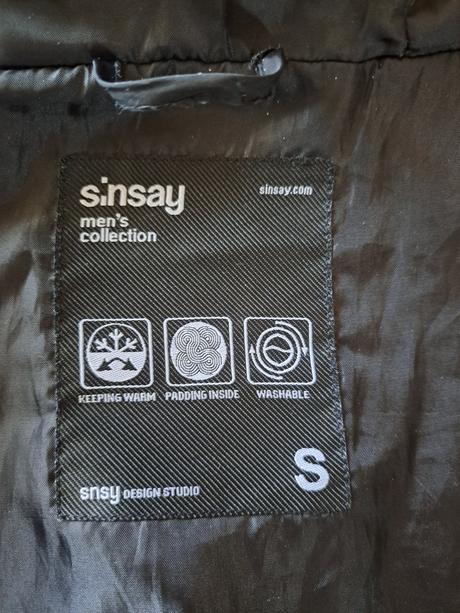 sinsay
sinsay.com
men's
collection
KEEPING WARM PADDING INSIDE WASHABLE
S
snsy DESIGN STUDIO